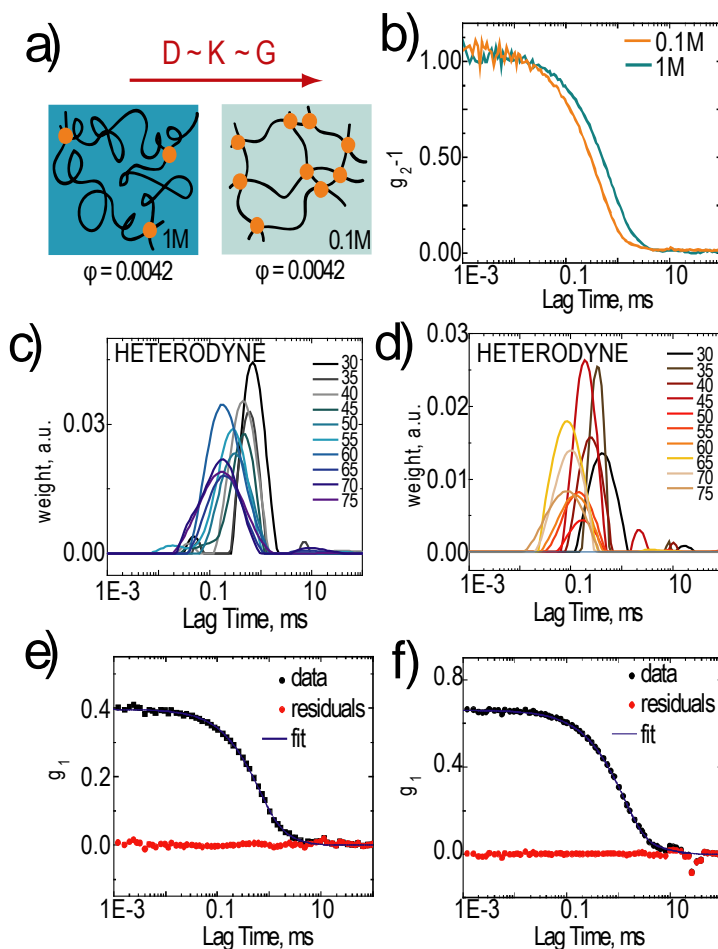 a)
D ~ K ~ G
1M
0.1M
φ = 0.0042
φ = 0.0042
b)
0.1M
1M
1.00
0.50
0.00
g2-1
1E-3
0.1
10
Lag Time, ms
c)
HETERODYNE
30
35
40
45
50
55
60
65
70
75
0.03
0.00
weight, a.u.
1E-3
0.1
10
Lag Time, ms
d)
HETERODYNE
30
35
40
45
50
55
60
65
70
75
0.03
0.02
0.01
0.00
weight, a.u.
1E-3
0.1
10
Lag Time, ms
e)
data
residuals
fit
0.4
0.2
0.0
g1
1E-3
0.1
10
Lag Time, ms
f)
data
residuals
fit
0.8
0.4
0.0
g1
1E-3
0.1
10
Lag Time, ms